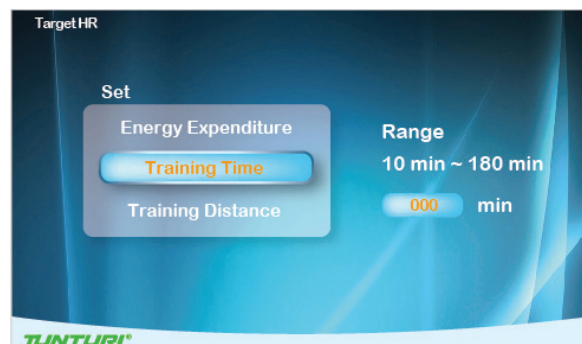 Target HR
Set
Energy Expenditure
Training Time
Training Distance
Range
10 min ~ 180 min
000 min
TUNTURI®